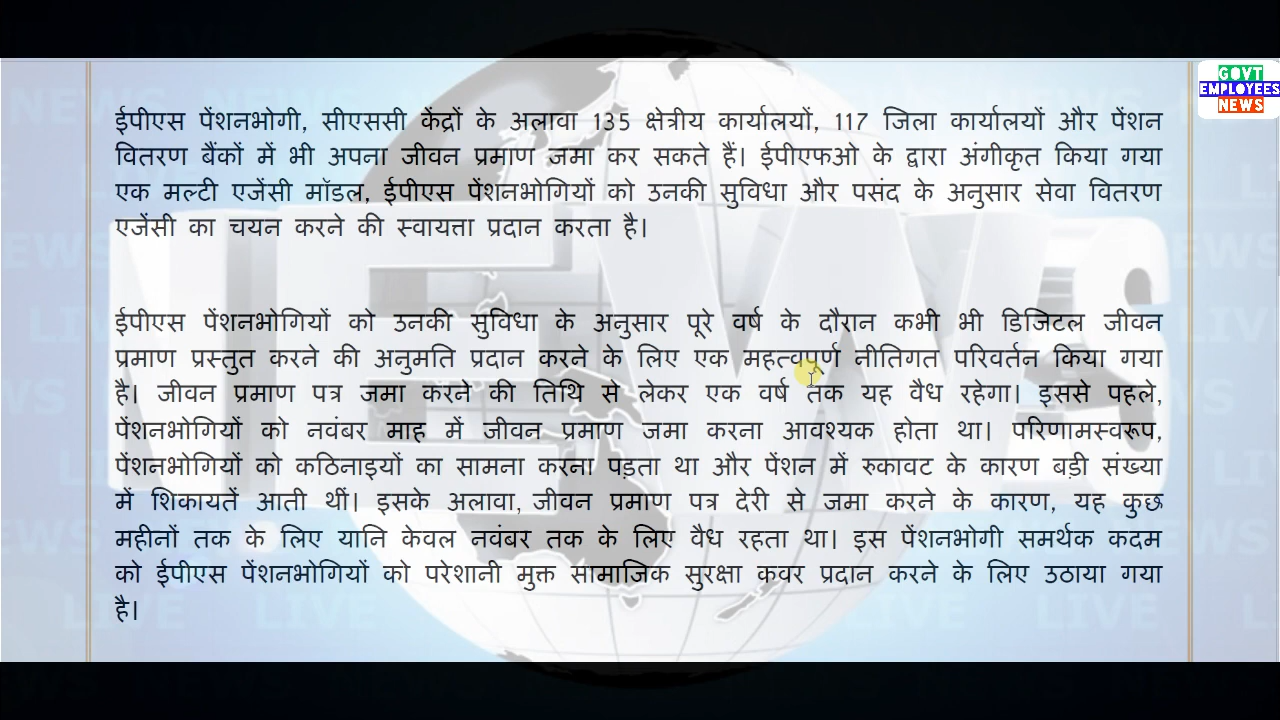 GOVT
EMPLOYEES
NEWS
ईपीएस पेंशनभोगी, सीएससी केंद्रों के अलावा 135 क्षेत्रीय कार्यालयों, 117 जिला कार्यालयों और पेंशन
वितरण बैंकों में भी अपना जीवन प्रमाण जमा कर सकते हैं। ईपीएफओ के द्वारा अंगीकृत किया गया
एक मल्टी एजेंसी मॉडल, ईपीएस पेंशनभोगियों को उनकी सुविधा और पसंद के अनुसार सेवा वितरण
एजेंसी का चयन करने की स्वायत्ता प्रदान करता है।
ईपीएस पेंशनभोगियों को उनकी सुविधा के अनुसार पूरे वर्ष के दौरान कभी भी डिजिटल जीवन
प्रमाण प्रस्तुत करने की अनुमति प्रदान करने के लिए एक महत्वपूर्ण नीतिगत परिवर्तन किया गया
है। जीवन प्रमाण पत्र जमा करने की तिथि से लेकर एक वर्ष तक यह वैध रहेगा। इससे पहले,
पेंशनभोगियों को नवंबर माह में जीवन प्रमाण जमा करना आवश्यक होता था। परिणामस्वरूप,
पेंशनभोगियों को कठिनाइयों का सामना करना पड़ता था और पेंशन में रुकावट के कारण बड़ी संख्या
में शिकायतें आती थीं। इसके अलावा, जीवन प्रमाण पत्र देरी से जमा करने के कारण, यह कुछ
महीनों तक के लिए यानि केवल नवंबर तक के लिए वैध रहता था। इस पेंशनभोगी समर्थक कदम
को ईपीएस पेंशनभोगियों को परेशानी मुक्त सामाजिक सुरक्षा कवर प्रदान करने के लिए उठाया गया
है।
NEWS